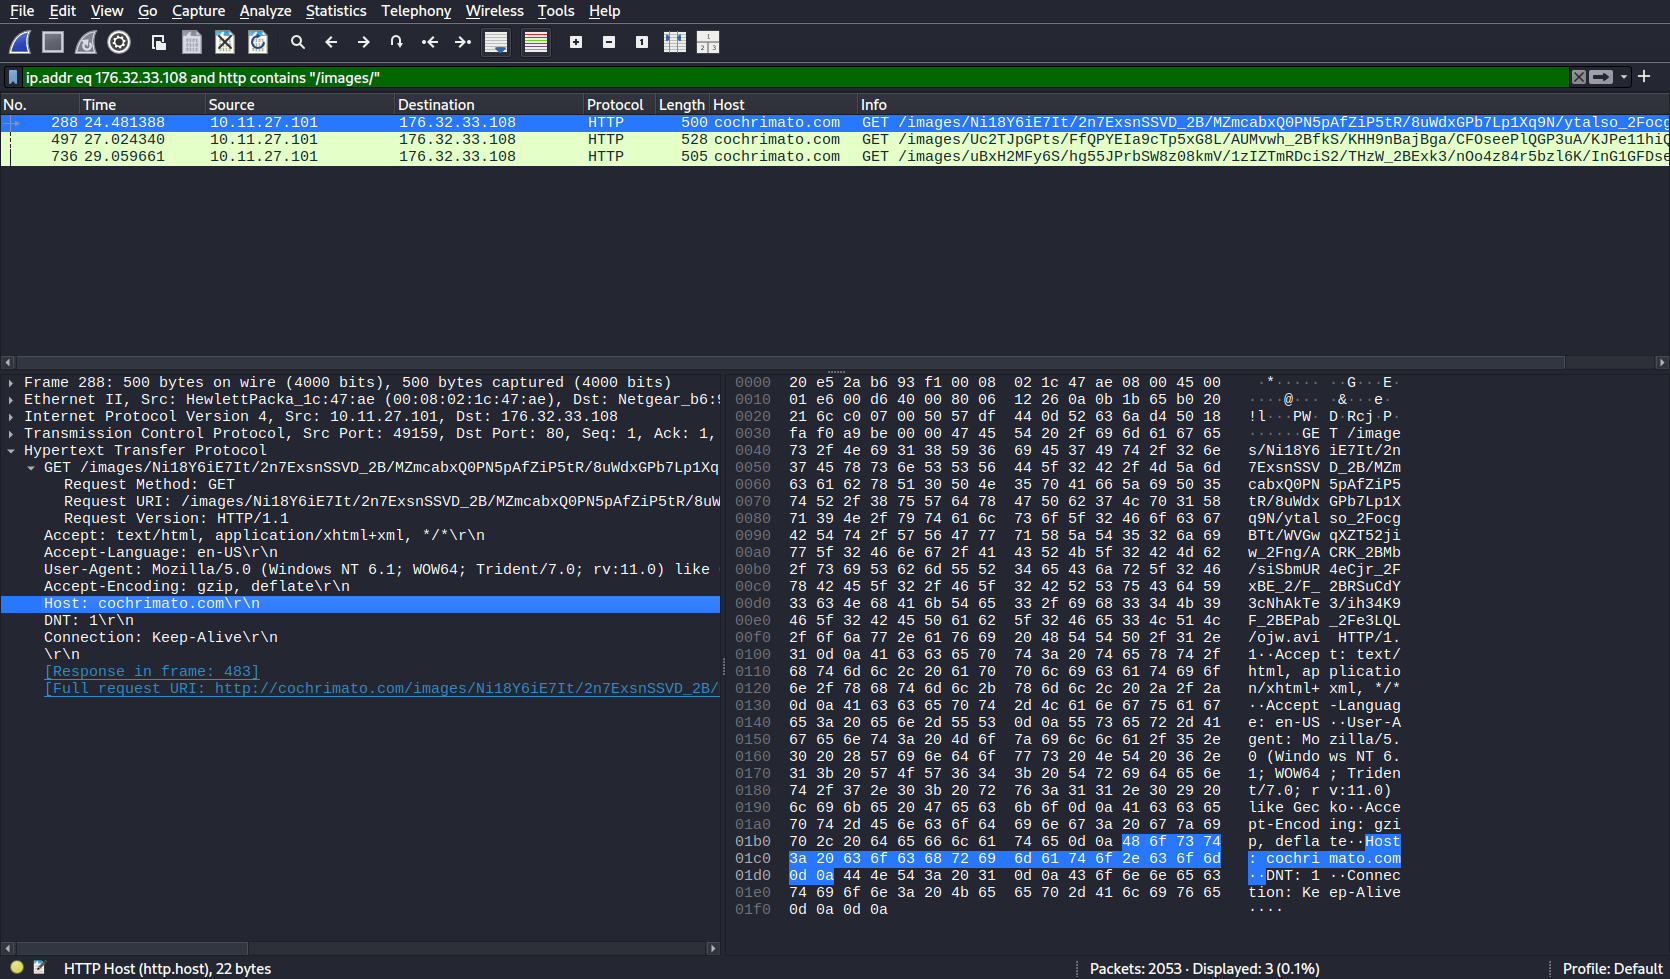 File Edit View Go Capture Analyze Statistics Telephony Wireless Tools Help
ip.addr eq 176.32.33.108 and http contains "/images/"
No. Time Source Destination Protocol Length Host Info
288 24.481388 10.11.27.101 176.32.33.108 HTTP 500 cochrimato.com GET /images/Ni18Y6iE7It/2n7ExsnSSVD_2B/MZmcabxQ0PN5pAfZiP5tR/8uWdxGPb7Lp1Xq9N/ytalso_2Focg
497 27.024340 10.11.27.101 176.32.33.108 HTTP 528 cochrimato.com GET /images/Uc2TJpGPts/FfQPYEIa9cTp5xG8L/AUMvwh_2BfkS/KHH9nBajBga/CFOseePlQGP3uA/KJPe11hiQ
736 29.059661 10.11.27.101 176.32.33.108 HTTP 505 cochrimato.com GET /images/uBxH2MFy6S/hg55JPrbSW8z08kmV/1zIZTmRDciS2/THzW_2BExk3/nOo4z84r5bzl6K/InG1GFDse
Frame 288: 500 bytes on wire (4000 bits), 500 bytes captured (4000 bits)
Ethernet II, Src: HewlettPacka_1c:47:ae (00:08:02:1c:47:ae), Dst: Netgear_b6:9
Internet Protocol Version 4, Src: 10.11.27.101, Dst: 176.32.33.108
Transmission Control Protocol, Src Port: 49159, Dst Port: 80, Seq: 1, Ack: 1,
Hypertext Transfer Protocol
GET /images/Ni18Y6iE7It/2n7ExsnSSVD_2B/MZmcabxQ0PN5pAfZiP5tR/8uWdxGPb7Lp1Xq
Request Method: GET
Request URI: /images/Ni18Y6iE7It/2n7ExsnSSVD_2B/MZmcabxQ0PN5pAfZiP5tR/8uW
Request Version: HTTP/1.1
Accept: text/html, application/xhtml+xml, */*\r\n
Accept-Language: en-US\r\n
User-Agent: Mozilla/5.0 (Windows NT 6.1; WOW64; Trident/7.0; rv:11.0) like
Accept-Encoding: gzip, deflate\r\n
Host: cochrimato.com\r\n
DNT: 1\r\n
Connection: Keep-Alive\r\n
\r\n
[Response in frame: 483]
[Full request URI: http://cochrimato.com/images/Ni18Y6iE7It/2n7ExsnSSVD_2B/
0000 20 e5 2a b6 93 f1 00 08 02 1c 47 ae 08 00 45 00 ·*····· ··G···E·
0010 01 e6 00 d6 40 00 80 06 12 26 0a 0b 1b 65 b0 20 ····@··· ·&···e·
0020 21 6c c0 07 00 50 57 df 44 0d 52 63 6a d4 50 18 !l···PW· D·Rcj·P·
0030 fa f0 a9 be 00 00 47 45 54 20 2f 69 6d 61 67 65 ······GE T /image
0040 73 2f 4e 69 31 38 59 36 69 45 37 49 74 2f 32 6e s/Ni18Y6 iE7It/2n
0050 37 45 78 73 6e 53 53 56 44 5f 32 42 2f 4d 5a 6d 7ExsnSSV D_2B/MZm
0060 63 61 62 78 51 30 50 4e 35 70 41 66 5a 69 50 35 cabxQ0PN 5pAfZiP5
0070 74 52 2f 38 75 57 64 78 47 50 62 37 4c 70 31 58 tR/8uWdx GPb7Lp1X
0080 71 39 4e 2f 79 74 61 6c 73 6f 5f 32 46 6f 63 67 q9N/ytal so_2Focg
0090 42 54 74 2f 57 56 47 77 71 58 5a 54 35 32 6a 69 BTt/WVGw qXZT52ji
00a0 77 5f 32 46 6e 67 2f 41 43 52 4b 5f 32 42 4d 62 w_2Fng/A CRK_2BMb
00b0 2f 73 69 53 62 6d 55 52 34 65 43 6a 72 5f 32 46 /siSbmUR 4eCjr_2F
00c0 78 42 45 5f 32 2f 46 5f 32 42 52 53 75 43 64 59 xBE_2/F_ 2BRSuCdY
00d0 33 63 4e 68 41 6b 54 65 33 2f 69 68 33 34 4b 39 3cNhAkTe 3/ih34K9
00e0 46 5f 32 42 45 50 61 62 5f 32 46 65 33 4c 51 4c F_2BEPab _2Fe3LQL
00f0 2f 6f 6a 77 2e 61 76 69 20 48 54 54 50 2f 31 2e /ojw.avi HTTP/1.
0100 31 0d 0a 41 63 63 65 70 74 3a 20 74 65 78 74 2f 1··Accep t: text/
0110 68 74 6d 6c 2c 20 61 70 70 6c 69 63 61 74 69 6f html, ap plicatio
0120 6e 2f 78 68 74 6d 6c 2b 78 6d 6c 2c 20 2a 2f 2a n/xhtml+ xml, */*
0130 0d 0a 41 63 63 65 70 74 2d 4c 61 6e 67 75 61 67 ··Accept -Languag
0140 65 3a 20 65 6e 2d 55 53 0d 0a 55 73 65 72 2d 41 e: en-US ··User-A
0150 67 65 6e 74 3a 20 4d 6f 7a 69 6c 6c 61 2f 35 2e gent: Mo zilla/5.
0160 30 20 28 57 69 6e 64 6f 77 73 20 4e 54 20 36 2e 0 (Windo ws NT 6.
0170 31 3b 20 57 4f 57 36 34 3b 20 54 72 69 64 65 6e 1; WOW64 ; Triden
0180 74 2f 37 2e 30 3b 20 72 76 3a 31 31 2e 30 29 20 t/7.0; r v:11.0)
0190 6c 69 6b 65 20 47 65 63 6b 6f 0d 0a 41 63 63 65 like Gec ko··Acce
01a0 70 74 2d 45 6e 63 6f 64 69 6e 67 3a 20 67 7a 69 pt-Encod ing: gzi
01b0 70 2c 20 64 65 66 6c 61 74 65 0d 0a 48 6f 73 74 p, defla te··Host
01c0 3a 20 63 6f 63 68 72 69 6d 61 74 6f 2e 63 6f 6d : cochri mato.com
01d0 0d 0a 44 4e 54 3a 20 31 0d 0a 43 6f 6e 6e 65 63 ··DNT: 1 ··Connec
01e0 74 69 6f 6e 3a 20 4b 65 65 70 2d 41 6c 69 76 65 tion: Ke ep-Alive
01f0 0d 0a 0d 0a ····
HTTP Host (http.host), 22 bytes
Packets: 2053 · Displayed: 3 (0.1%)
Profile: Default